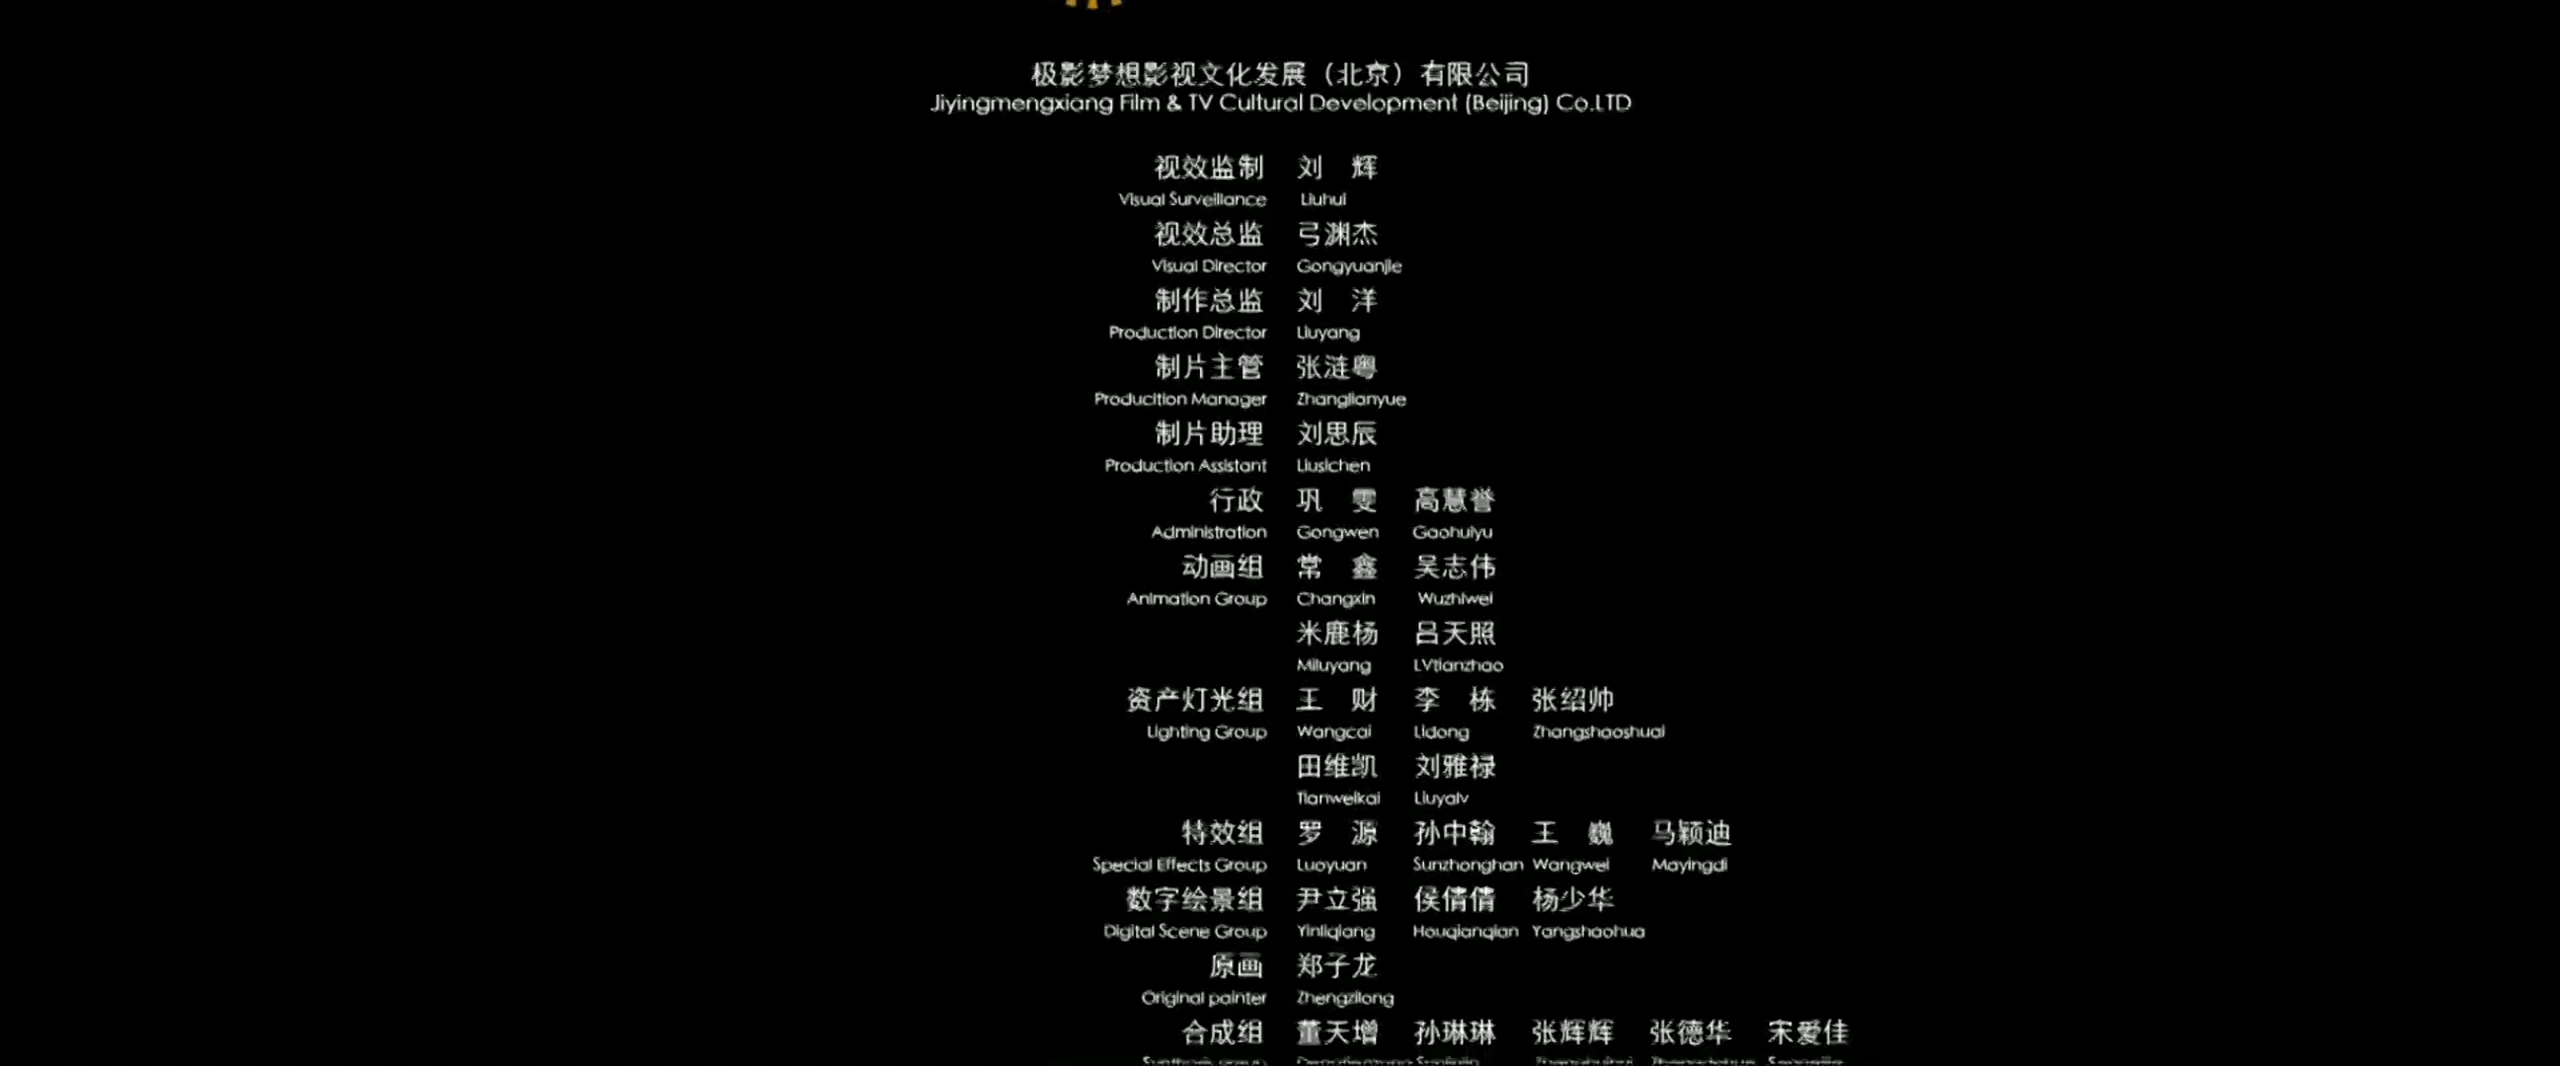 极影梦想影视文化发展（北京）有限公司
Jiyingmengxiang Film & TV Cultural Development (Beijing) Co.LTD
视效监制 刘 辉
Visual Surveillance Liuhui
视效总监 弓渊杰
Visual Director Gongyuanjie
制作总监 刘 洋
Production Director Liuyang
制片主管 张涟粤
Producition Manager Zhanglianyue
制片助理 刘思辰
Production Assistant Liusichen
行政 巩 雯 高慧誉
Administration Gongwen Gaohuiyu
动画组 常 鑫 吴志伟
Animation Group Changxin Wuzhiwei
米鹿杨 吕天照
Miluyang LVtianzhao
资产灯光组 王 财 李 栋 张绍帅
Lighting Group Wangcai Lidong Zhangshaoshuai
田维凯 刘雅禄
Tianweikai Liuyalv
特效组 罗 源 孙中翰 王 巍 马颖迪
Special Effects Group Luoyuan Sunzhonghan Wangwei Mayingdi
数字绘景组 尹立强 侯倩倩 杨少华
Digital Scene Group Yinliqiang Houqianqian Yangshaohua
原画 郑子龙
Original painter Zhengzilong
合成组 董天增 孙琳琳 张辉辉 张德华 宋爱佳